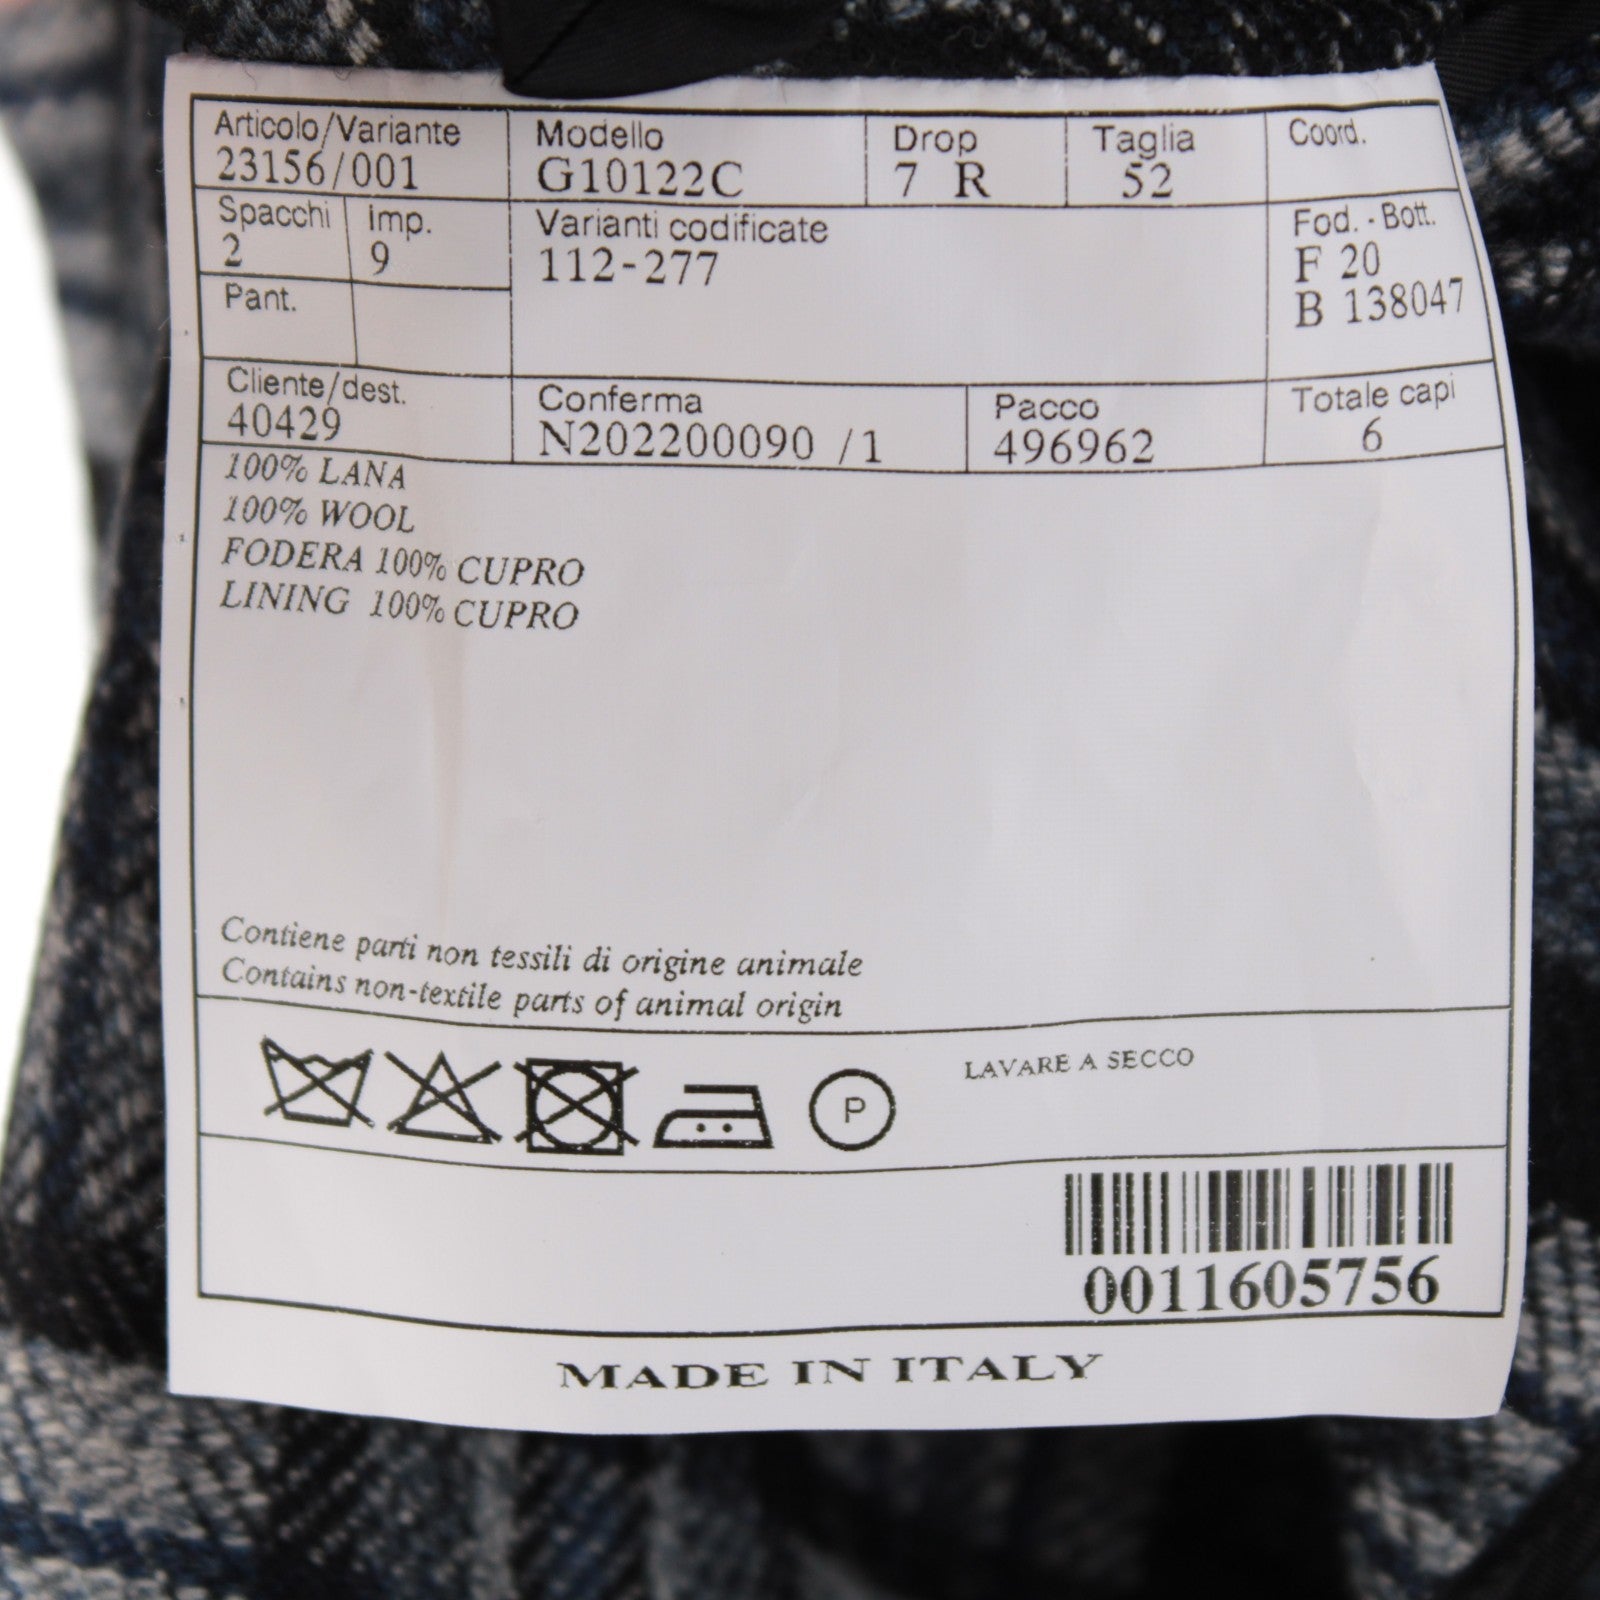 Articolo/Variante Modello Drop Taglia Coord.
23156/001 G10122C 7 R 52
Spacchi Imp. Varianti codificate Fod. - Bott.
2 9 112-277 F 20
Pant. B 138047
Cliente/dest. Conferma Pacco Totale capi
40429 N202200090 /1 496962 6
100% LANA
100% WOOL
FODERA 100% CUPRO
LINING 100% CUPRO
Contiene parti non tessili di origine animale
Contains non-textile parts of animal origin
P LAVARE A SECCO
0011605756
MADE IN ITALY